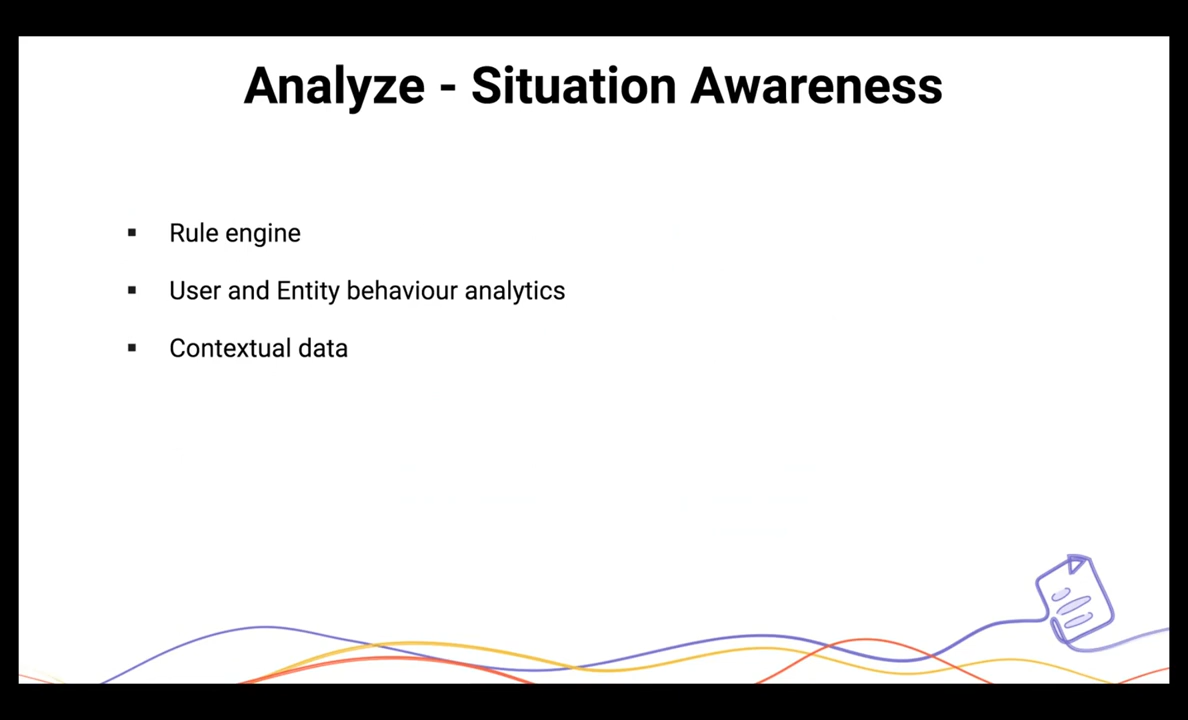 Analyze - Situation Awareness
▪ Rule engine
▪ User and Entity behaviour analytics
▪ Contextual data